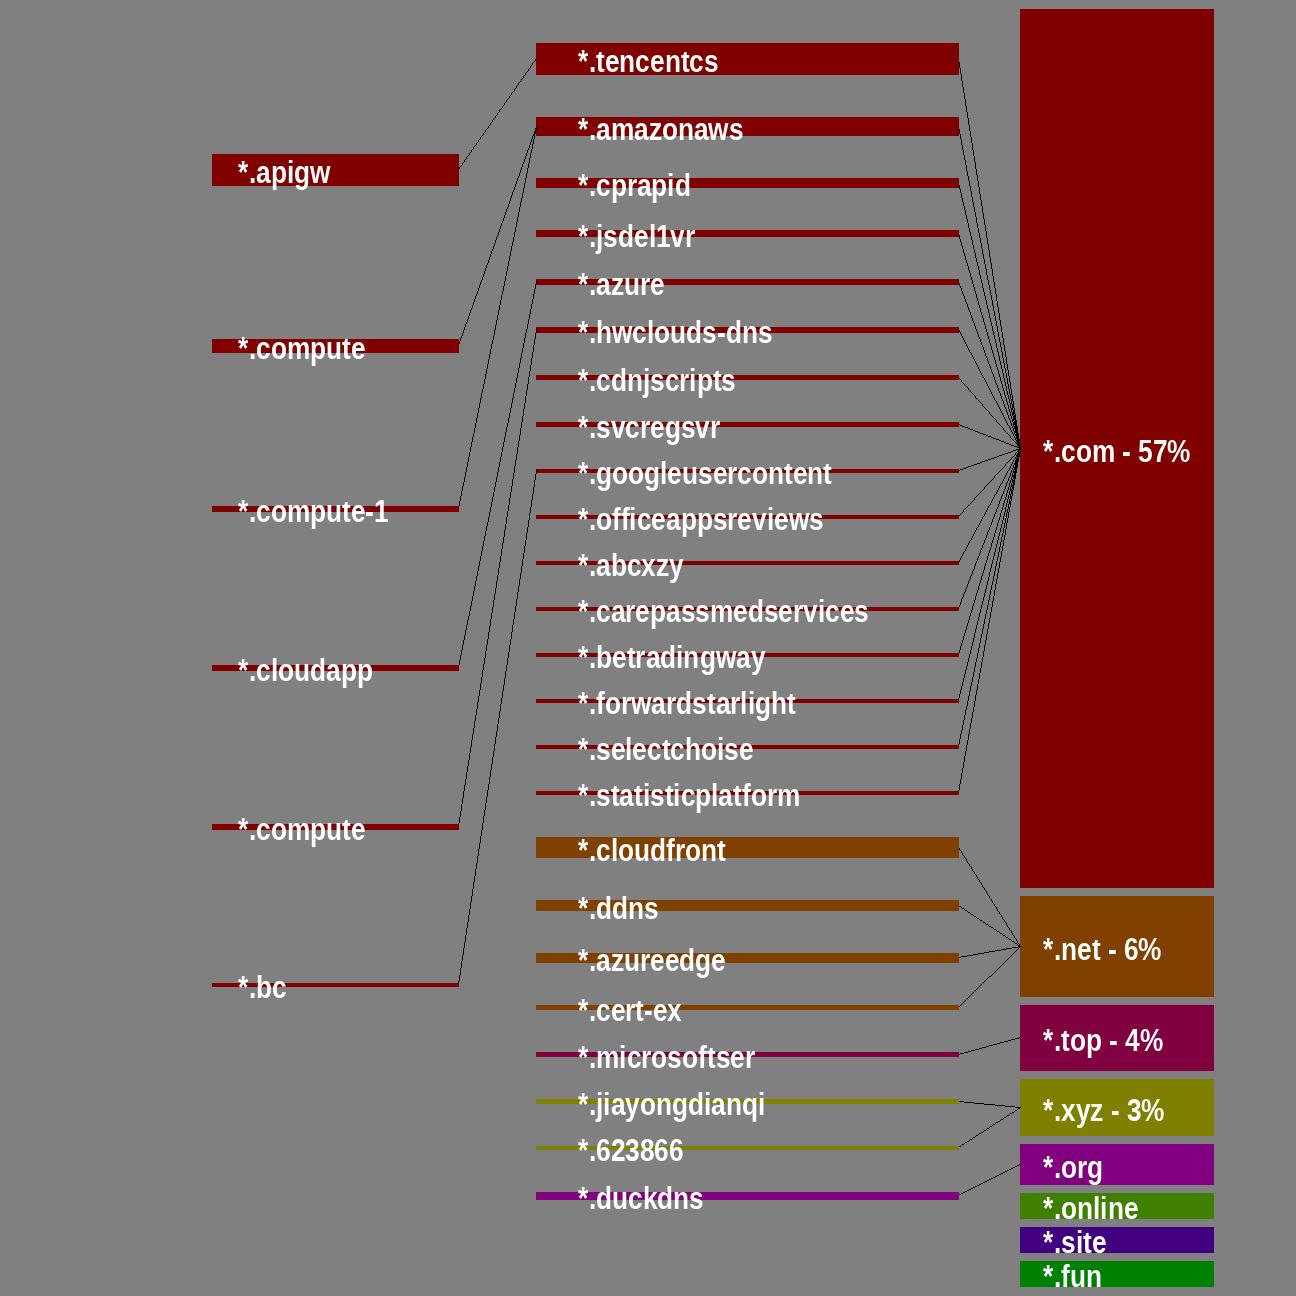 *.apigw
*.compute
*.compute-1
*.cloudapp
*.compute
*.bc
*.tencentcs
*.amazonaws
*.cprapid
*.jsdel1vr
*.azure
*.hwclouds-dns
*.cdnjscripts
*.svcregsvr
*.googleusercontent
*.officeappsreviews
*.abcxzy
*.carepassmedservices
*.betradingway
*.forwardstarlight
*.selectchoise
*.statisticplatform
*.cloudfront
*.ddns
*.azureedge
*.cert-ex
*.microsoftser
*.jiayongdianqi
*.623866
*.duckdns
*.com - 57%
*.net - 6%
*.top - 4%
*.xyz - 3%
*.org
*.online
*.site
*.fun